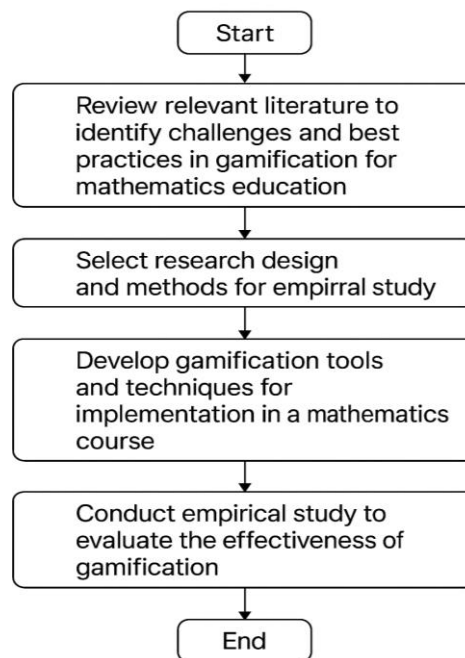 Start
Review relevant literature to
identify challenges and best
practices in gamification for
mathematics education
Select research design
and methods for empirral study
Develop gamification tools
and techniques for
implementation in a mathematics
course
Conduct empirical study to
evaluate the effectiveness of
gamification
End